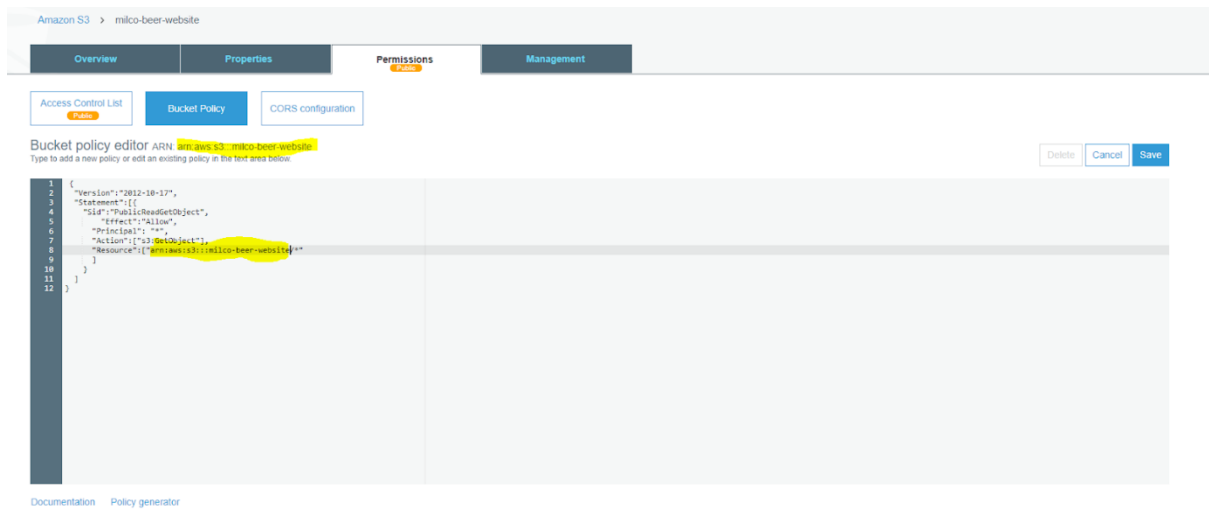 Amazon S3 > milco-beer-website
Overview Properties Permissions Management
Public
Access Control List Bucket Policy CORS configuration
Public
Bucket policy editor ARN: arn:aws:s3:::milco-beer-website
Type to add a new policy or edit an existing policy in the text area below.
Delete Cancel Save
1 {
2 "Version":"2012-10-17",
3 "Statement":[{
4 "Sid":"PublicReadGetObject",
5 "Effect":"Allow",
6 "Principal": "*",
7 "Action":["s3:GetObject"],
8 "Resource":["arn:aws:s3:::milco-beer-website/*"
9 ]
10 }
11 ]
12 }
Documentation Policy generator